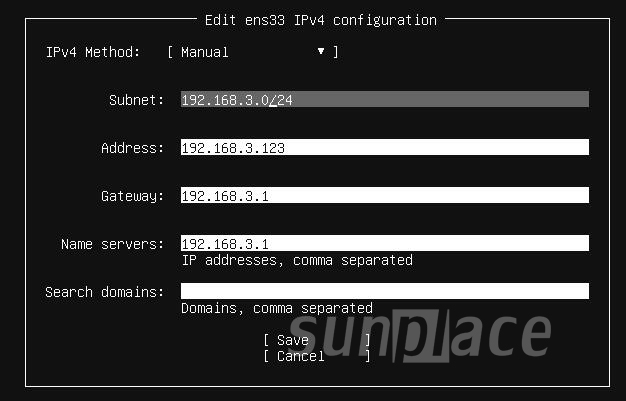 Edit ens33 IPv4 configuration
IPv4 Method: [ Manual ▼ ]
Subnet: 192.168.3.0/24
Address: 192.168.3.123
Gateway: 192.168.3.1
Name servers: 192.168.3.1
IP addresses, comma separated
Search domains:
Domains, comma separated
[ Save ]
[ Cancel ]
sunplace